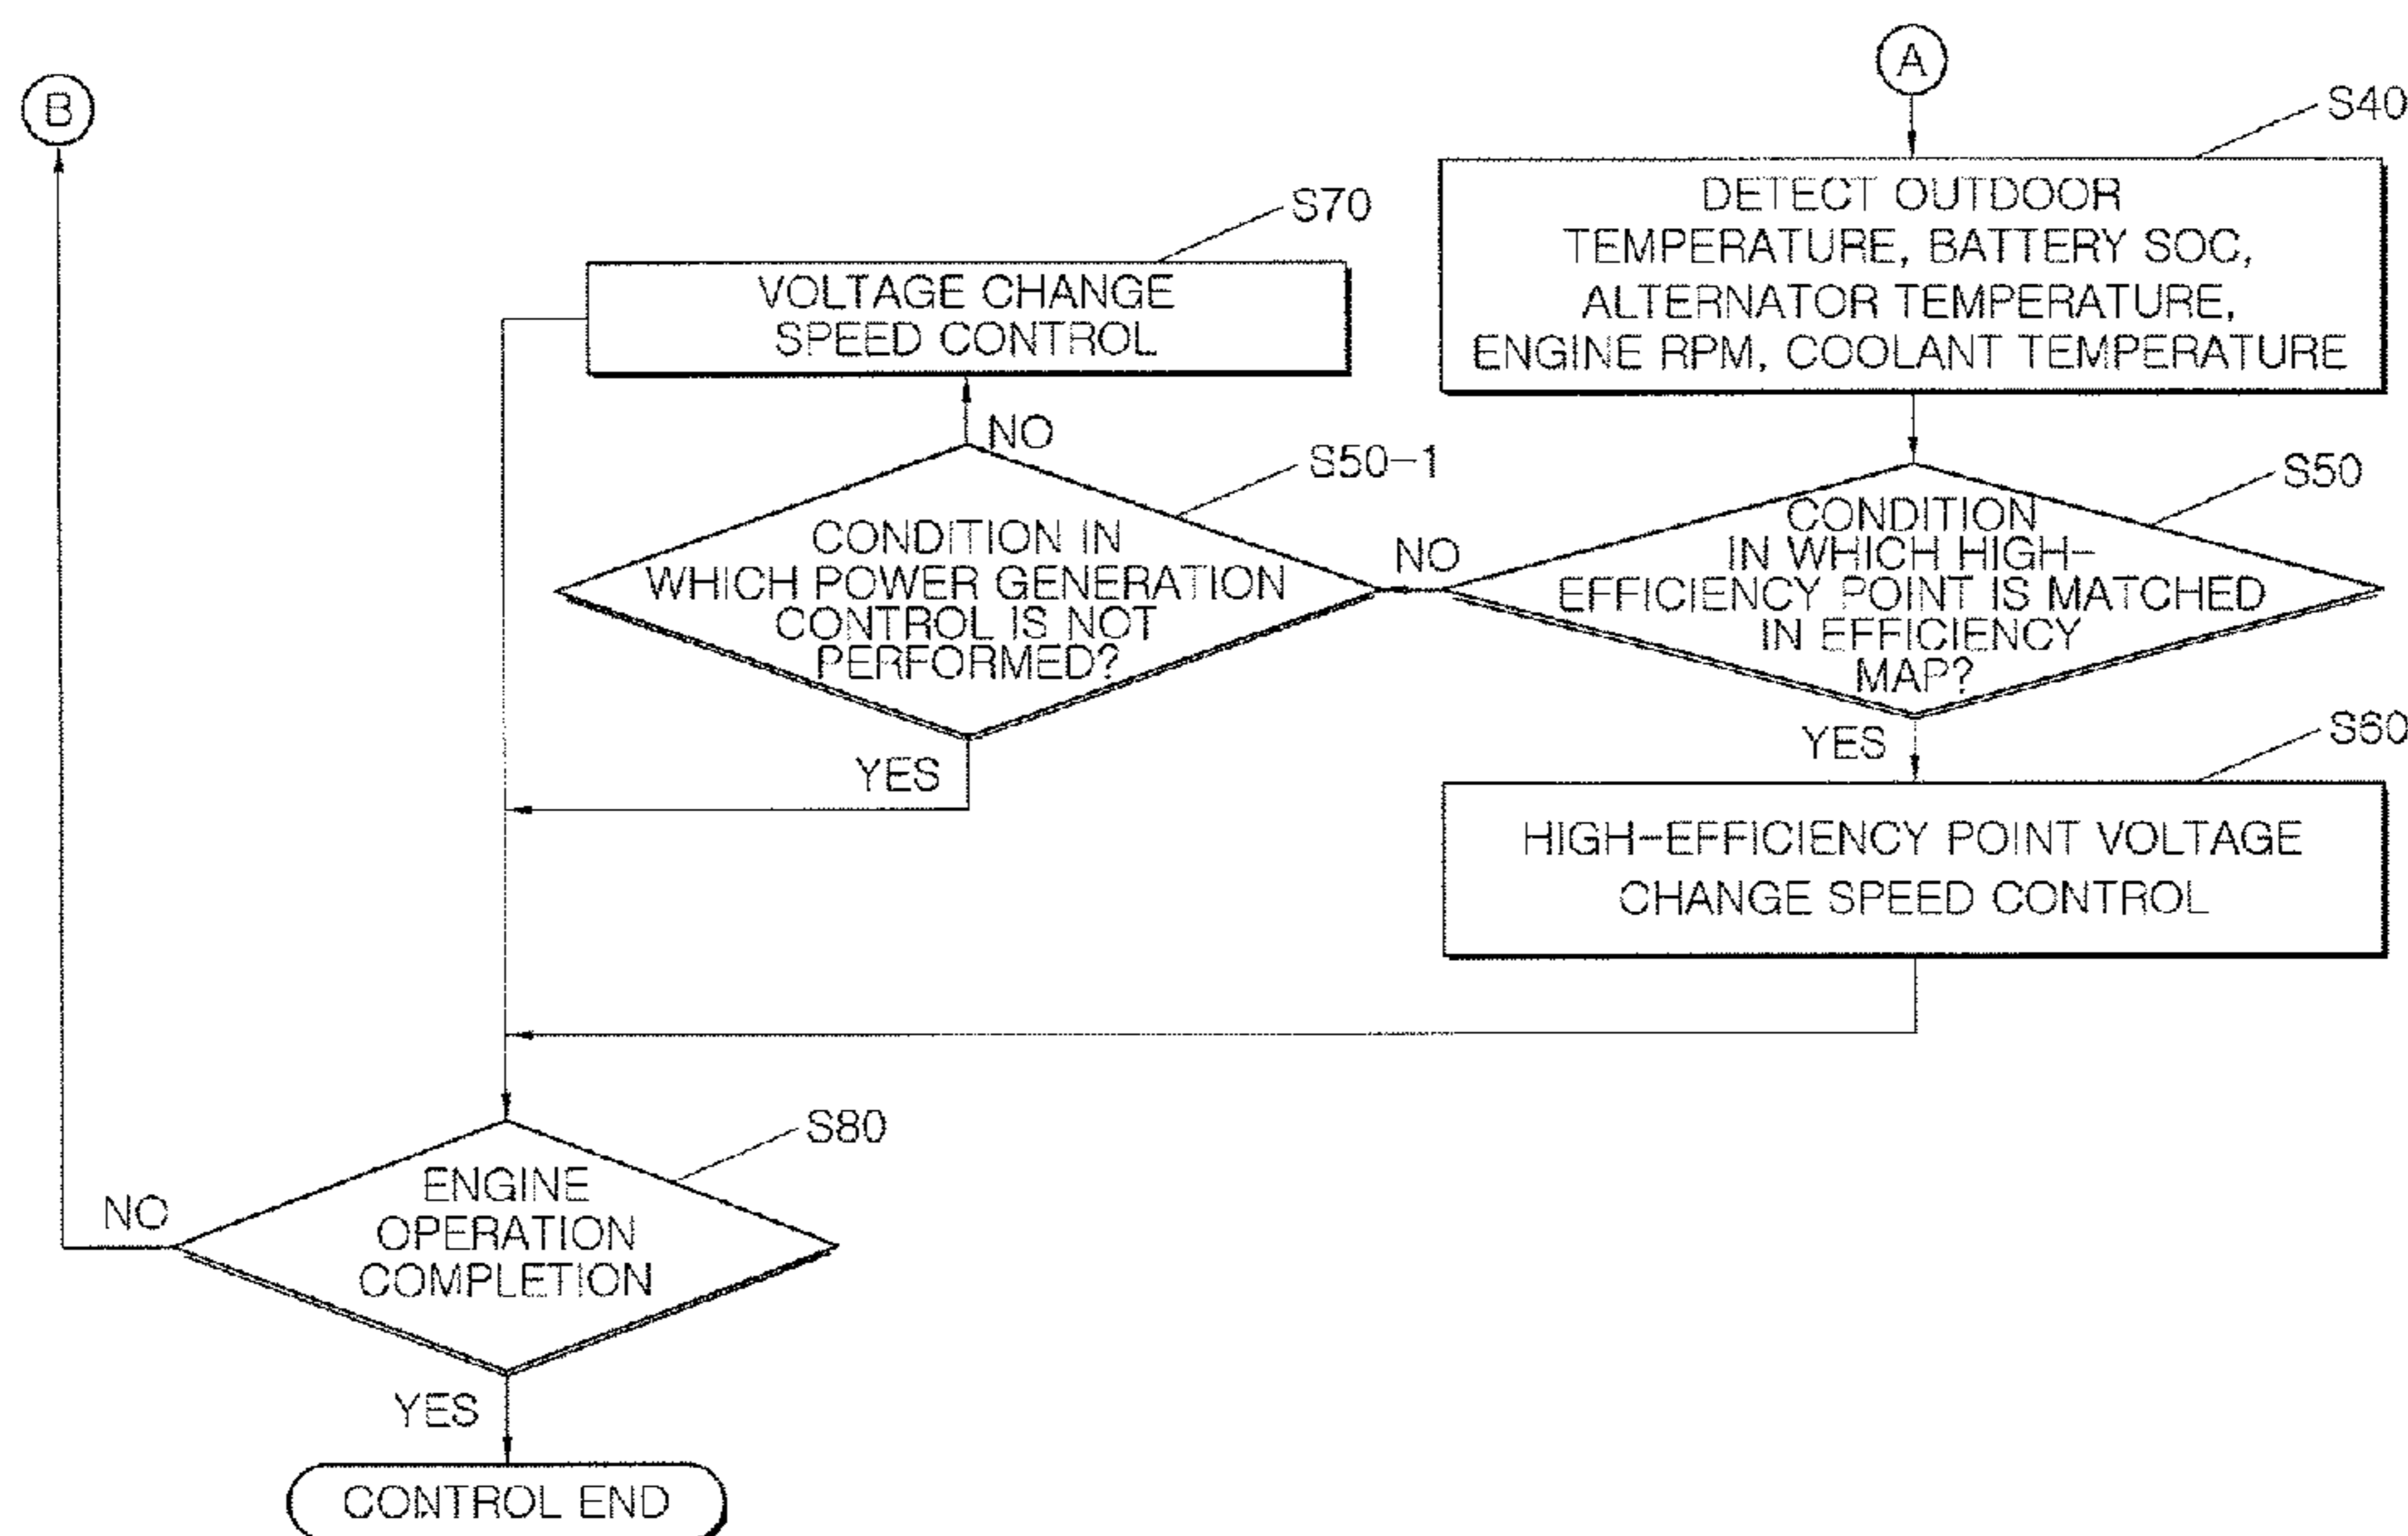 A
B
S40
DETECT OUTDOOR
TEMPERATURE, BATTERY SOC,
ALTERNATOR TEMPERATURE,
ENGINE RPM, COOLANT TEMPERATURE
S70
VOLTAGE CHANGE
SPEED CONTROL
NO
S50-1
CONDITION IN
WHICH POWER GENERATION
CONTROL IS NOT
PERFORMED?
YES
NO
S50
CONDITION
IN WHICH HIGH-
EFFICIENCY POINT IS MATCHED
IN EFFICIENCY
MAP?
YES
S60
HIGH-EFFICIENCY POINT VOLTAGE
CHANGE SPEED CONTROL
S80
ENGINE
OPERATION
COMPLETION
NO
YES
CONTROL END